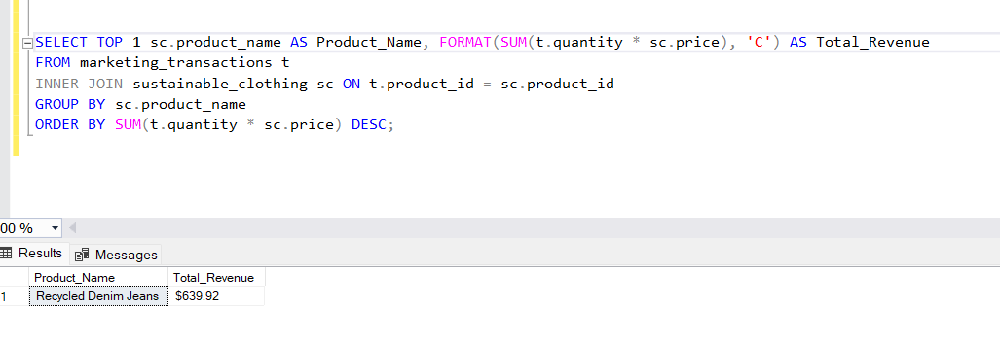 SELECT TOP 1 sc.product_name AS Product_Name, FORMAT(SUM(t.quantity * sc.price), 'C') AS Total_Revenue
FROM marketing_transactions t
INNER JOIN sustainable_clothing sc ON t.product_id = sc.product_id
GROUP BY sc.product_name
ORDER BY SUM(t.quantity * sc.price) DESC;
00 %
Results Messages
Product_Name Total_Revenue
1 Recycled Denim Jeans $639.92